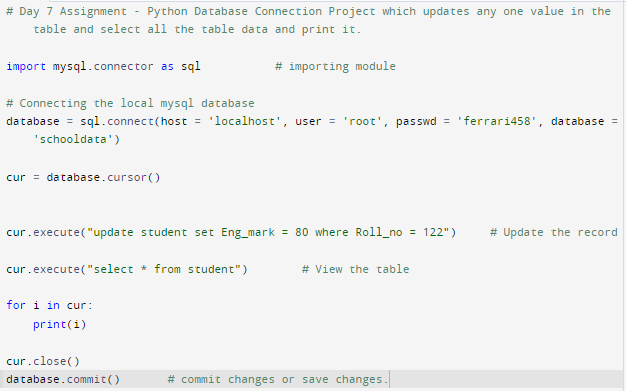 # Day 7 Assignment - Python Database Connection Project which updates any one value in the
table and select all the table data and print it.
import mysql.connector as sql # importing module
# Connecting the local mysql database
database = sql.connect(host = 'localhost', user = 'root', passwd = 'ferrari458', database =
'schooldata')
cur = database.cursor()
cur.execute("update student set Eng_mark = 80 where Roll_no = 122") # Update the record
cur.execute("select * from student") # View the table
for i in cur:
print(i)
cur.close()
database.commit() # commit changes or save changes.